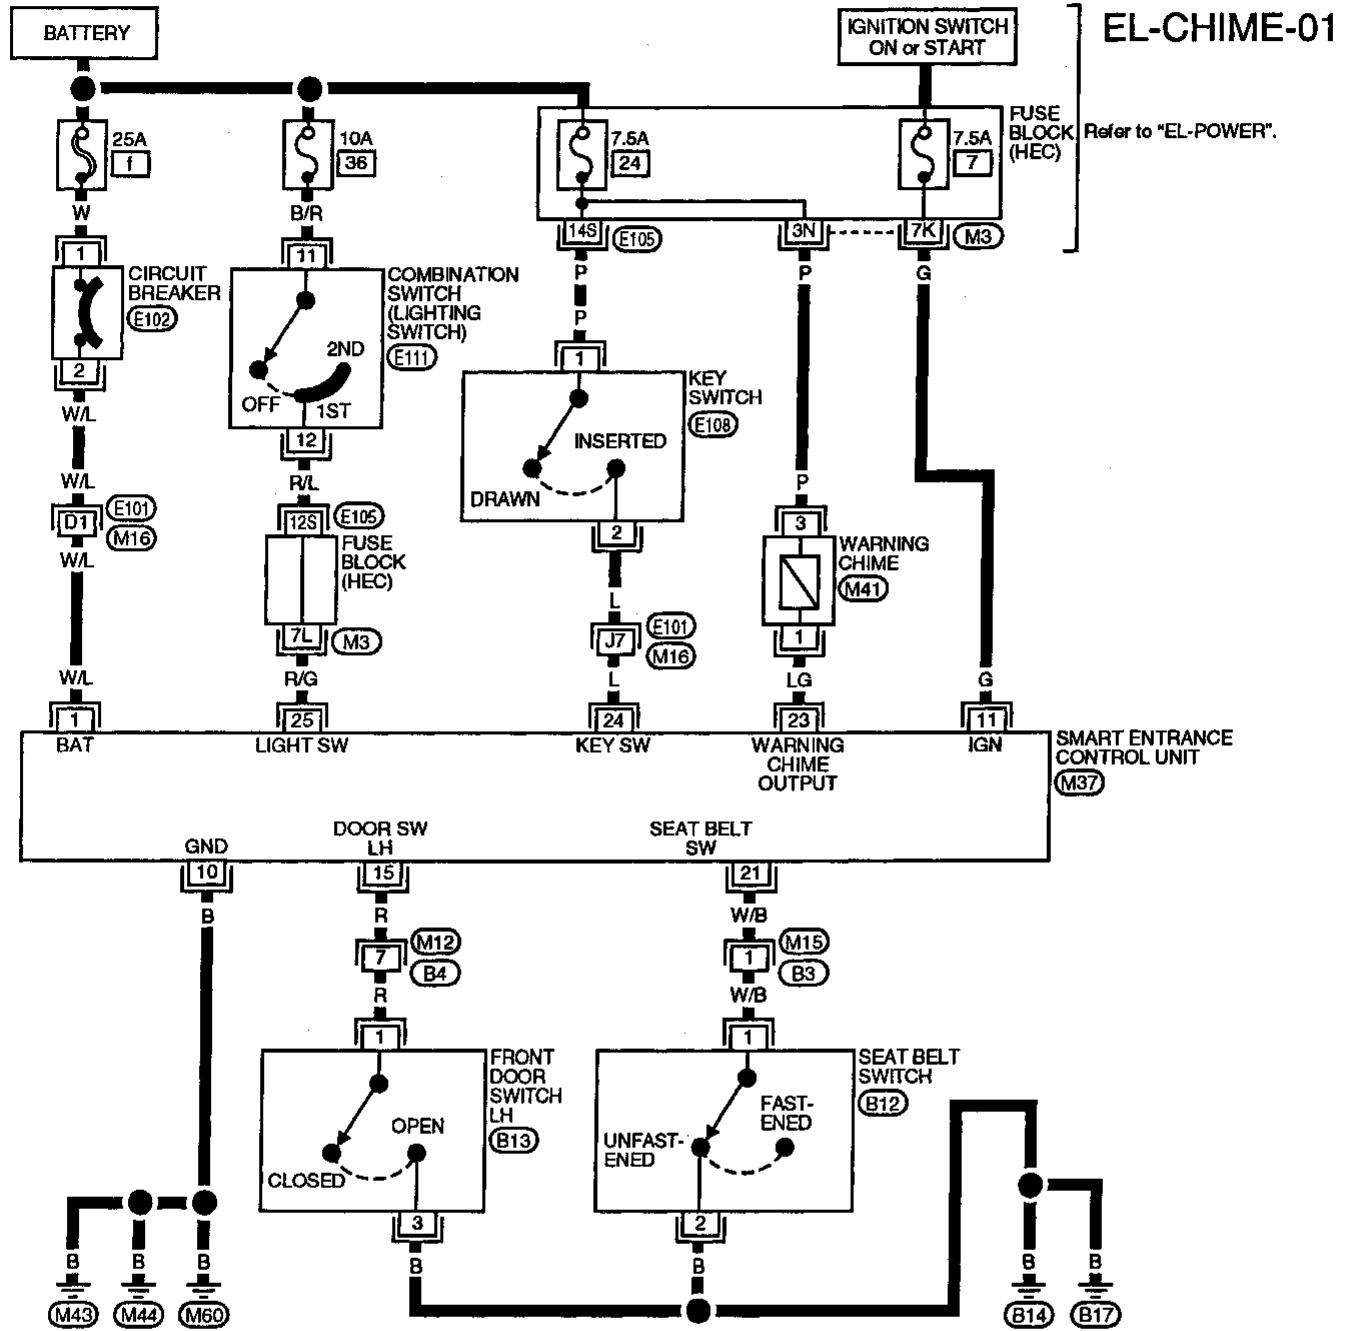 BATTERY
IGNITION SWITCH
ON or START
EL-CHIME-01
25A
f
10A
36
7.5A
24
7.5A
7
FUSE
BLOCK
(HEC)
Refer to "EL-POWER".
W
B/R
14S
E105
3N
7K
M3
1
11
P
P
G
CIRCUIT
BREAKER
E102
COMBINATION
SWITCH
(LIGHTING
SWITCH)
E111
P
2ND
OFF
1ST
2
1
KEY
SWITCH
E108
W/L
12
INSERTED
DRAWN
W/L
R/L
P
D1
E101
M16
12S
E105
2
3
W/L
FUSE
BLOCK
(HEC)
WARNING
CHIME
M41
L
7L
M3
J7
E101
M16
1
W/L
R/G
L
LG
G
1
25
24
23
11
BAT
LIGHT SW
KEY SW
WARNING
CHIME
OUTPUT
IGN
SMART ENTRANCE
CONTROL UNIT
M37
GND
DOOR SW
LH
SEAT BELT
SW
10
15
21
B
R
W/B
7
M12
B4
1
M15
B3
R
W/B
1
1
FRONT
DOOR
SWITCH
LH
B13
SEAT BELT
SWITCH
B12
OPEN
CLOSED
FAST-
ENED
UNFAST-
ENED
3
2
B
B
B
B
B
B
B
M43
M44
M60
B14
B17